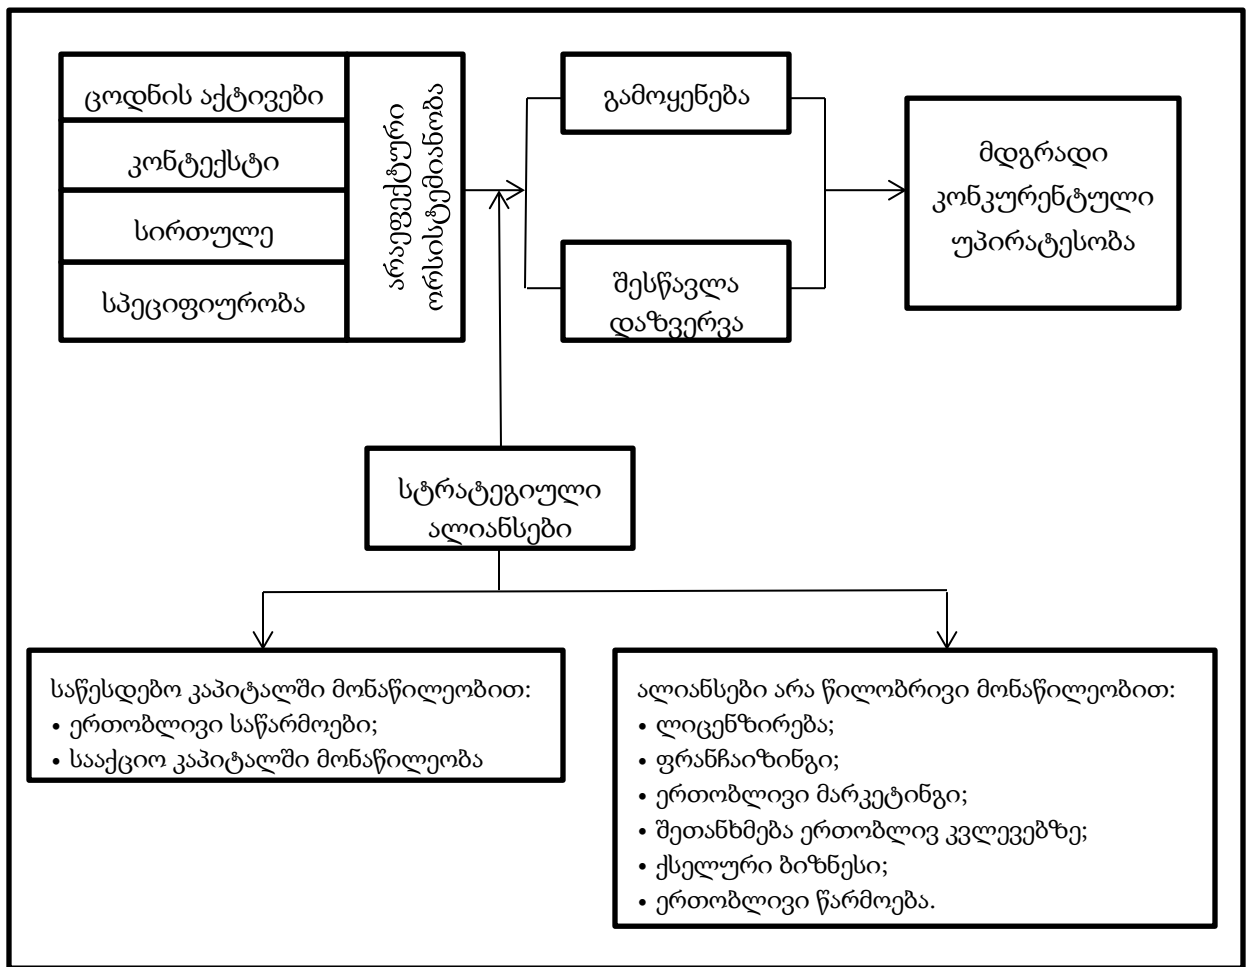 ცოდნის აქტივები
კონტექსტი
სირთულე
სპეციფიურობა
არაეფექტური
ორსისტემიანობა
გამოყენება
შესწავლა
დაზვერვა
მდგრადი
კონკურენტული
უპირატესობა
სტრატეგიული
ალიანსები
საწესდებო კაპიტალში მონაწილეობით:
• ერთობლივი საწარმოები;
• სააქციო კაპიტალში მონაწილეობა
ალიანსები არა წილობრივი მონაწილეობით:
• ლიცენზირება;
• ფრანჩაიზინგი;
• ერთობლივი მარკეტინგი;
• შეთანხმება ერთობლივ კვლევებზე;
• ქსელური ბიზნესი;
• ერთობლივი წარმოება.